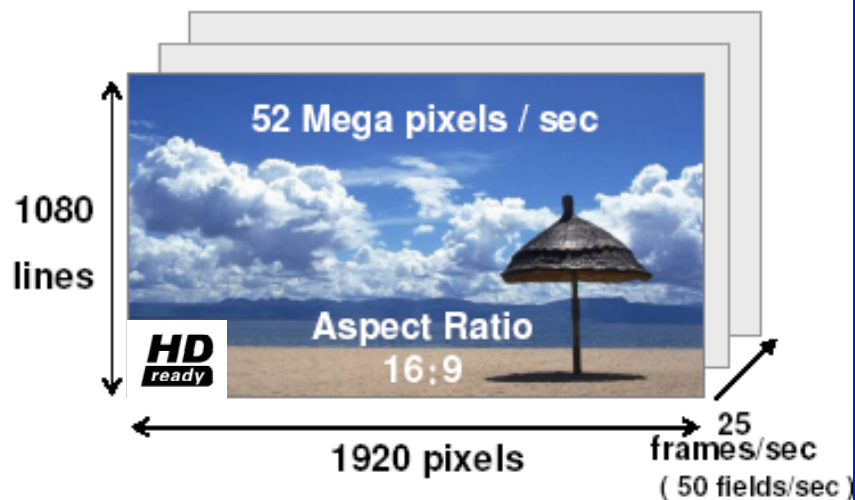 52 Mega pixels / sec
1080
lines
Aspect Ratio
16:9
HD
ready
1920 pixels
25
frames/sec
( 50 fields/sec )